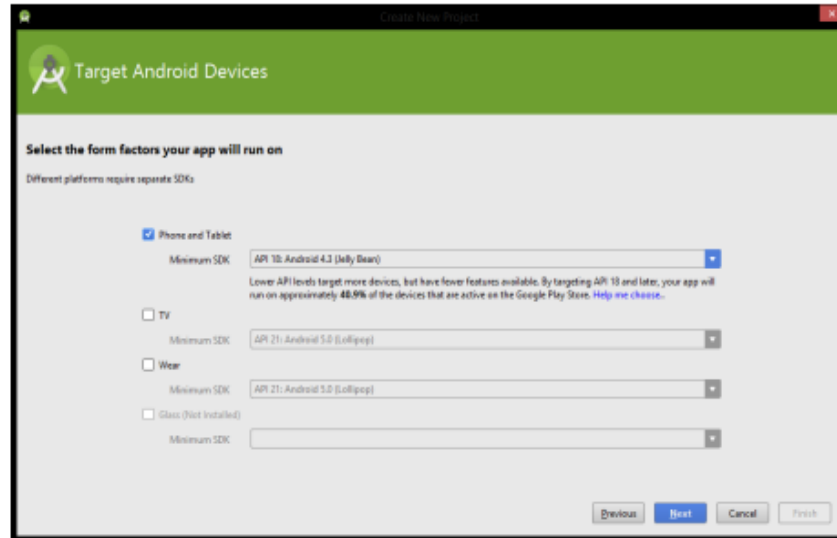 Create New Project
Target Android Devices
Select the form factors your app will run on
Different platforms require separate SDKs
Phone and Tablet
Minimum SDK
API 18: Android 4.3 (Jelly Bean)
Lower API levels target more devices, but have fewer features available. By targeting API 18 and later, your app will
run on approximately 40.9% of the devices that are active on the Google Play Store. Help me choose..
TV
Minimum SDK
API 21: Android 5.0 (Lollipop)
Wear
Minimum SDK
API 21: Android 5.0 (Lollipop)
Glass (Not Installed)
Minimum SDK
Previous
Next
Cancel
Finish